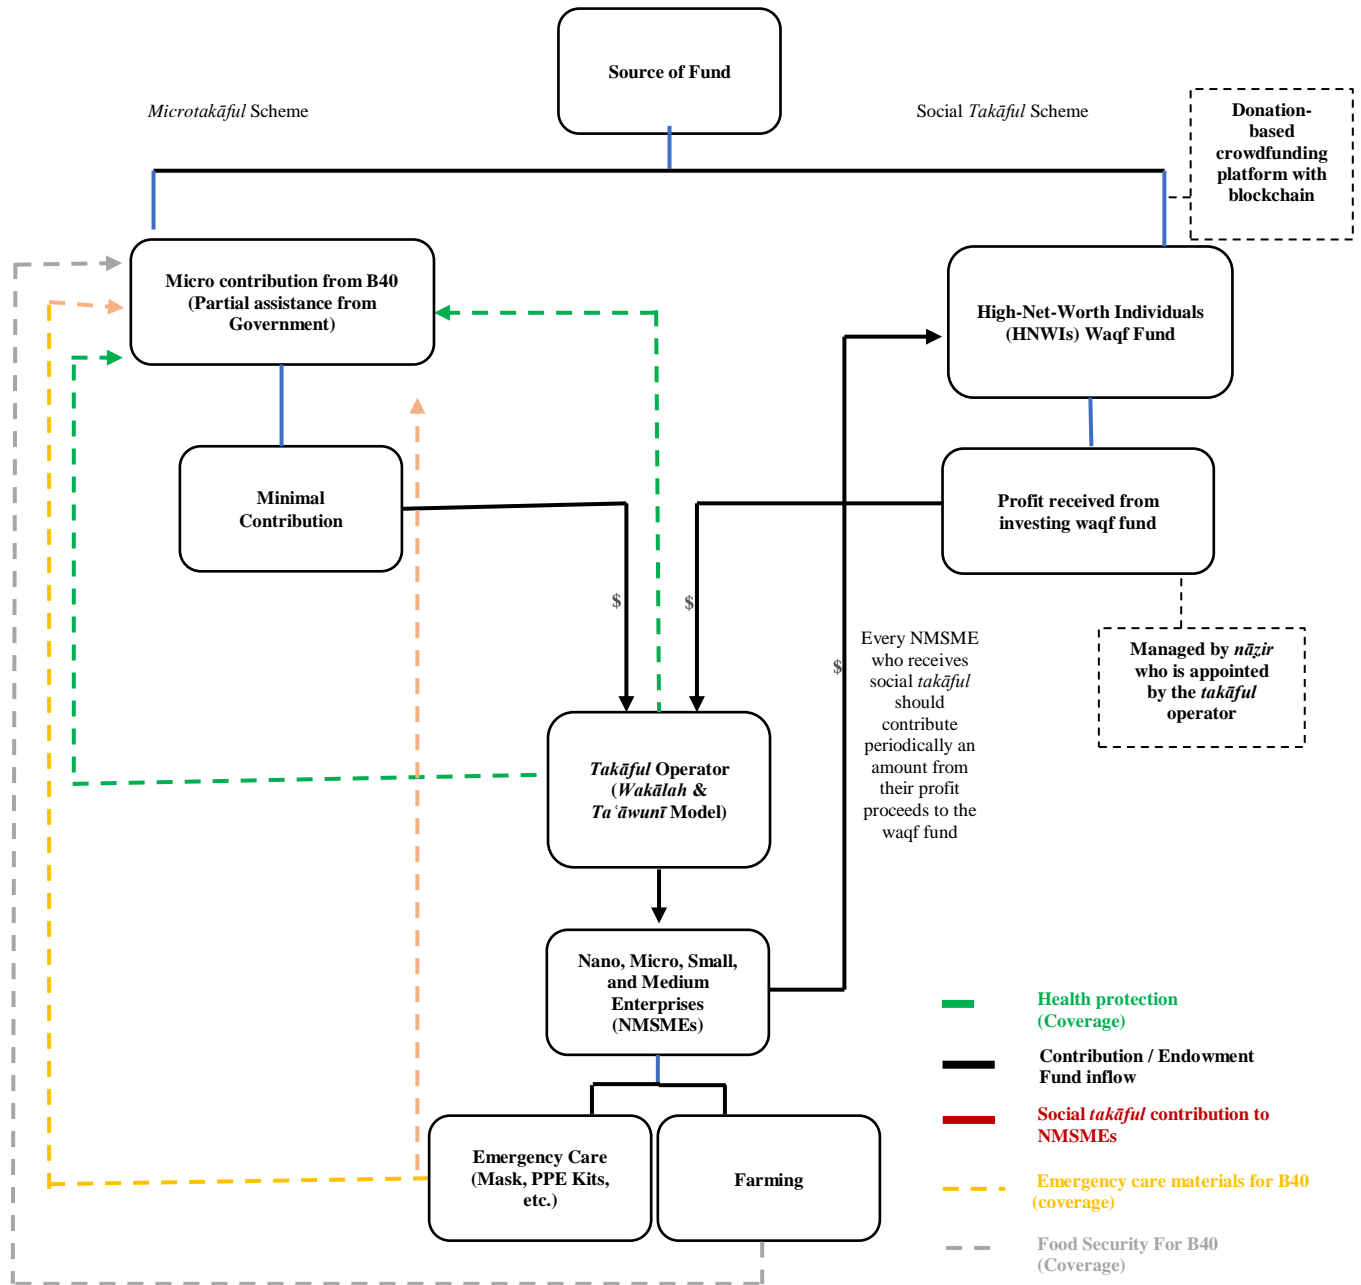 Source of Fund
Microtakāful Scheme
Social Takāful Scheme
Donation-
based
crowdfunding
platform with
blockchain
Micro contribution from B40
(Partial assistance from
Government)
High-Net-Worth Individuals
(HNWIs) Waqf Fund
Minimal
Contribution
Profit received from
investing waqf fund
$
$
$
Every NMSME
who receives
social takāful
should
contribute
periodically an
amount from
their profit
proceeds to the
waqf fund
Managed by nāẓir
who is appointed
by the takāful
operator
Takāful Operator
(Wakālah &
Taʿāwunī Model)
Nano, Micro, Small,
and Medium
Enterprises
(NMSMEs)
Emergency Care
(Mask, PPE Kits,
etc.)
Farming
Health protection
(Coverage)
Contribution / Endowment
Fund inflow
Social takāful contribution to
NMSMEs
Emergency care materials for B40
(coverage)
Food Security For B40
(Coverage)